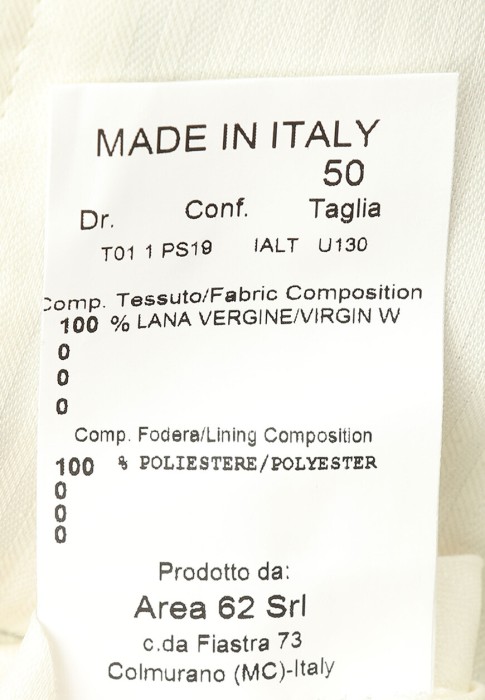 MADE IN ITALY
50
Dr. Conf. Taglia
T01 1 PS19 IALT U130
Comp. Tessuto/Fabric Composition
100 % LANA VERGINE/VIRGIN W
0
0
0
Comp. Fodera/Lining Composition
100 % POLIESTERE/POLYESTER
0
0
0
Prodotto da:
Area 62 Srl
c.da Fiastra 73
Colmurano (MC)-Italy